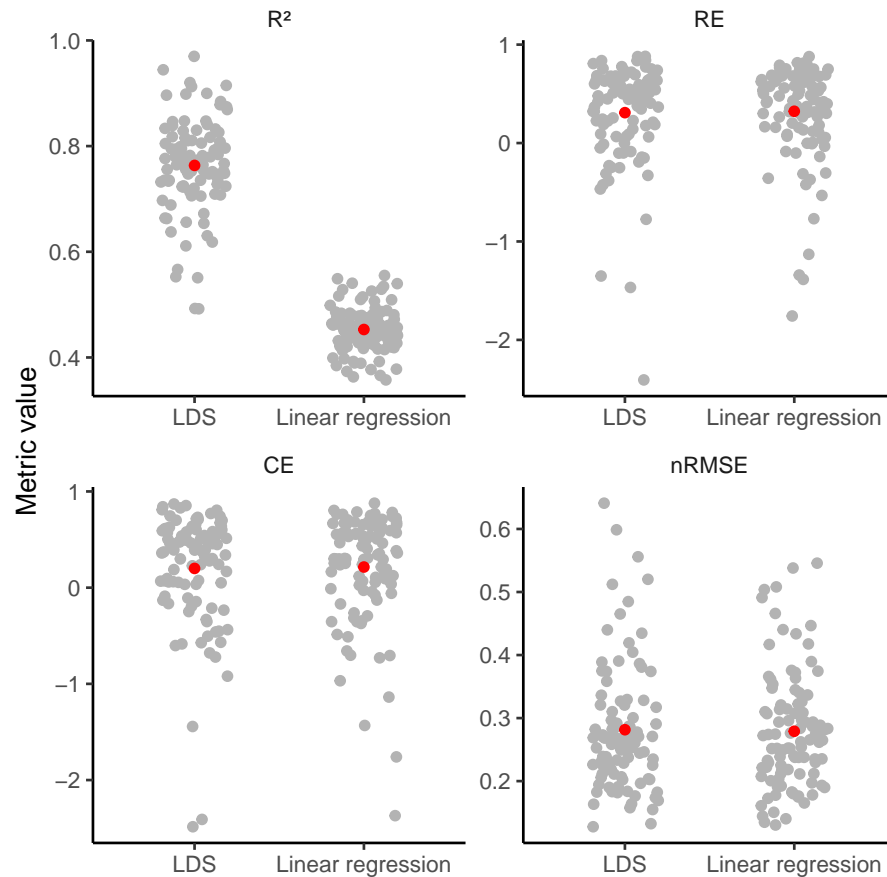 R²
1.0
0.8
0.6
0.4
LDS
Linear regression
RE
1
0
−1
−2
LDS
Linear regression
Metric value
CE
1
0
−1
−2
LDS
Linear regression
nRMSE
0.6
0.5
0.4
0.3
0.2
LDS
Linear regression